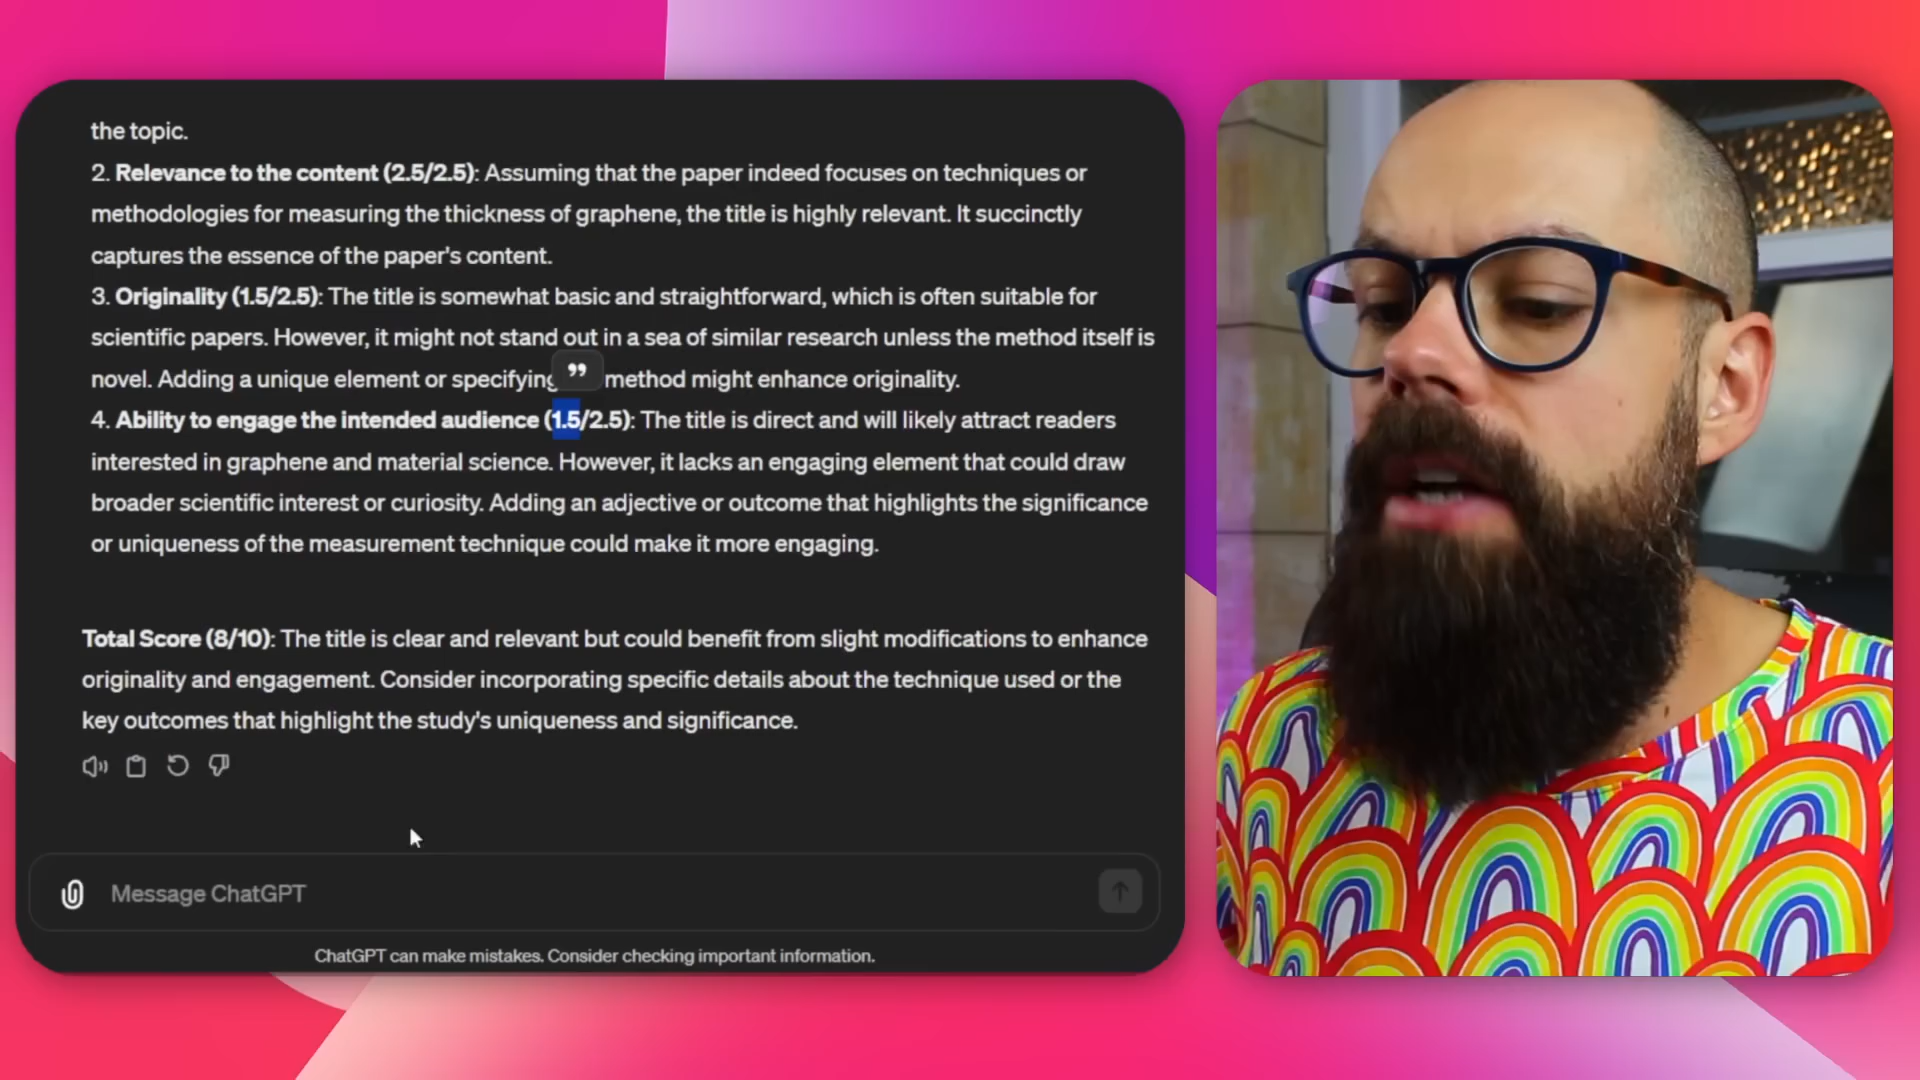 the topic.
2. Relevance to the content (2.5/2.5): Assuming that the paper indeed focuses on techniques or
methodologies for measuring the thickness of graphene, the title is highly relevant. It succinctly
captures the essence of the paper's content.
3. Originality (1.5/2.5): The title is somewhat basic and straightforward, which is often suitable for
scientific papers. However, it might not stand out in a sea of similar research unless the method itself is
novel. Adding a unique element or specifying method might enhance originality.
4. Ability to engage the intended audience (1.5/2.5): The title is direct and will likely attract readers
interested in graphene and material science. However, it lacks an engaging element that could draw
broader scientific interest or curiosity. Adding an adjective or outcome that highlights the significance
or uniqueness of the measurement technique could make it more engaging.
Total Score (8/10): The title is clear and relevant but could benefit from slight modifications to enhance
originality and engagement. Consider incorporating specific details about the technique used or the
key outcomes that highlight the study's uniqueness and significance.
Message ChatGPT
ChatGPT can make mistakes. Consider checking important information.